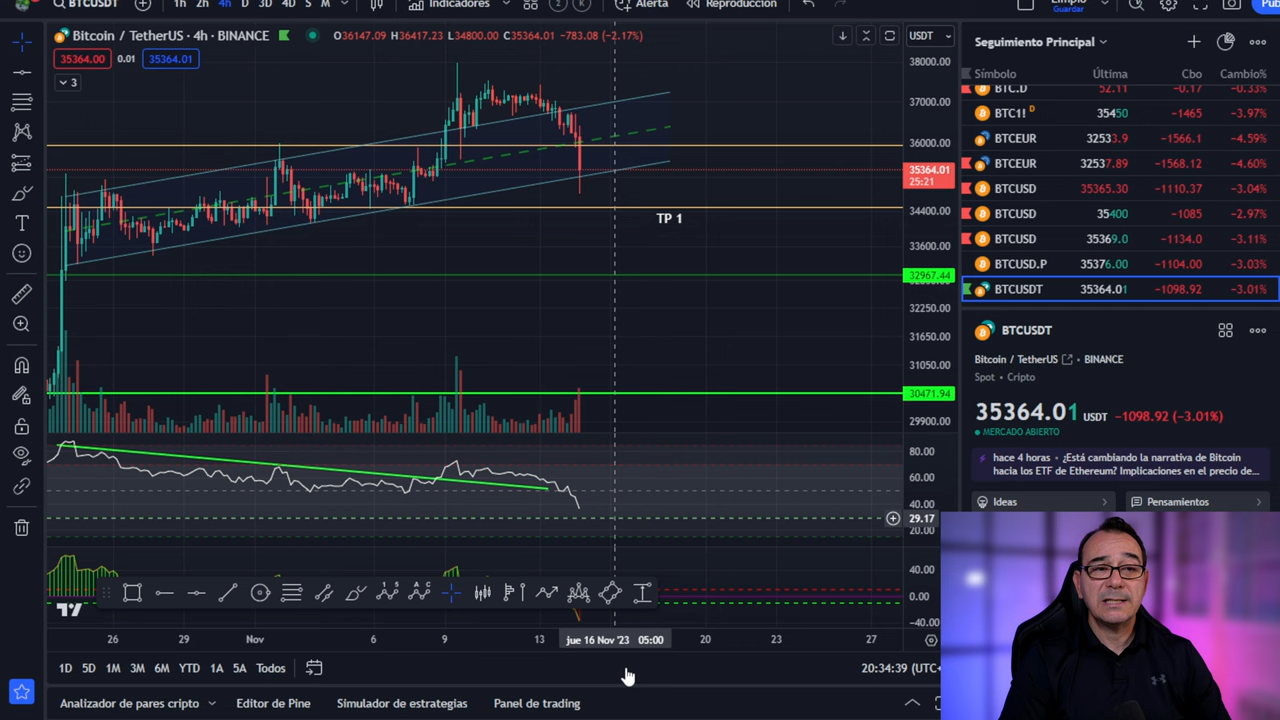 BTCUSDT 1h 2h 4h D 3D 4D S M Indicadores 2 K Alerta Reproducción Limpio
Guardar
Bitcoin / TetherUS · 4h · BINANCE O36147.09 H36417.23 L34800.00 C35364.01 −783.08 (−2.17%) USDT
35364.00 0.01 35364.01
3
38000.00
37000.00
36000.00
35364.01
25:21
34400.00
TP 1
33600.00
32967.44
32250.00
31650.00
31050.00
30471.94
29900.00
80.00
60.00
40.00
29.17
20.00
40.00
0.00
−40.00
26 29 Nov 6 9 13 jue 16 Nov '23 05:00 20 23 27
1D 5D 1M 3M 6M YTD 1A 5A Todos 20:34:39 (UTC
Analizador de pares cripto Editor de Pine Simulador de estrategias Panel de trading
Seguimiento Principal
Símbolo Última Cbo Cambio%
BTC.D 52.11 −0.17 −0.33%
BTC1! D 35450 −1465 −3.97%
BTCEUR 32533.9 −1566.1 −4.59%
BTCEUR 32537.89 −1568.12 −4.60%
BTCUSD 35365.30 −1110.37 −3.04%
BTCUSD 35400 −1085 −2.97%
BTCUSD 35369.0 −1134.0 −3.11%
BTCUSD.P 35376.00 −1104.00 −3.03%
BTCUSDT 35364.01 −1098.92 −3.01%
BTCUSDT
Bitcoin / TetherUS · BINANCE
Spot · Cripto
35364.01 USDT −1098.92 (−3.01%)
MERCADO ABIERTO
hace 4 horas · ¿Está cambiando la narrativa de Bitcoin
hacia los ETF de Ethereum? Implicaciones en el precio de...
Ideas Pensamientos